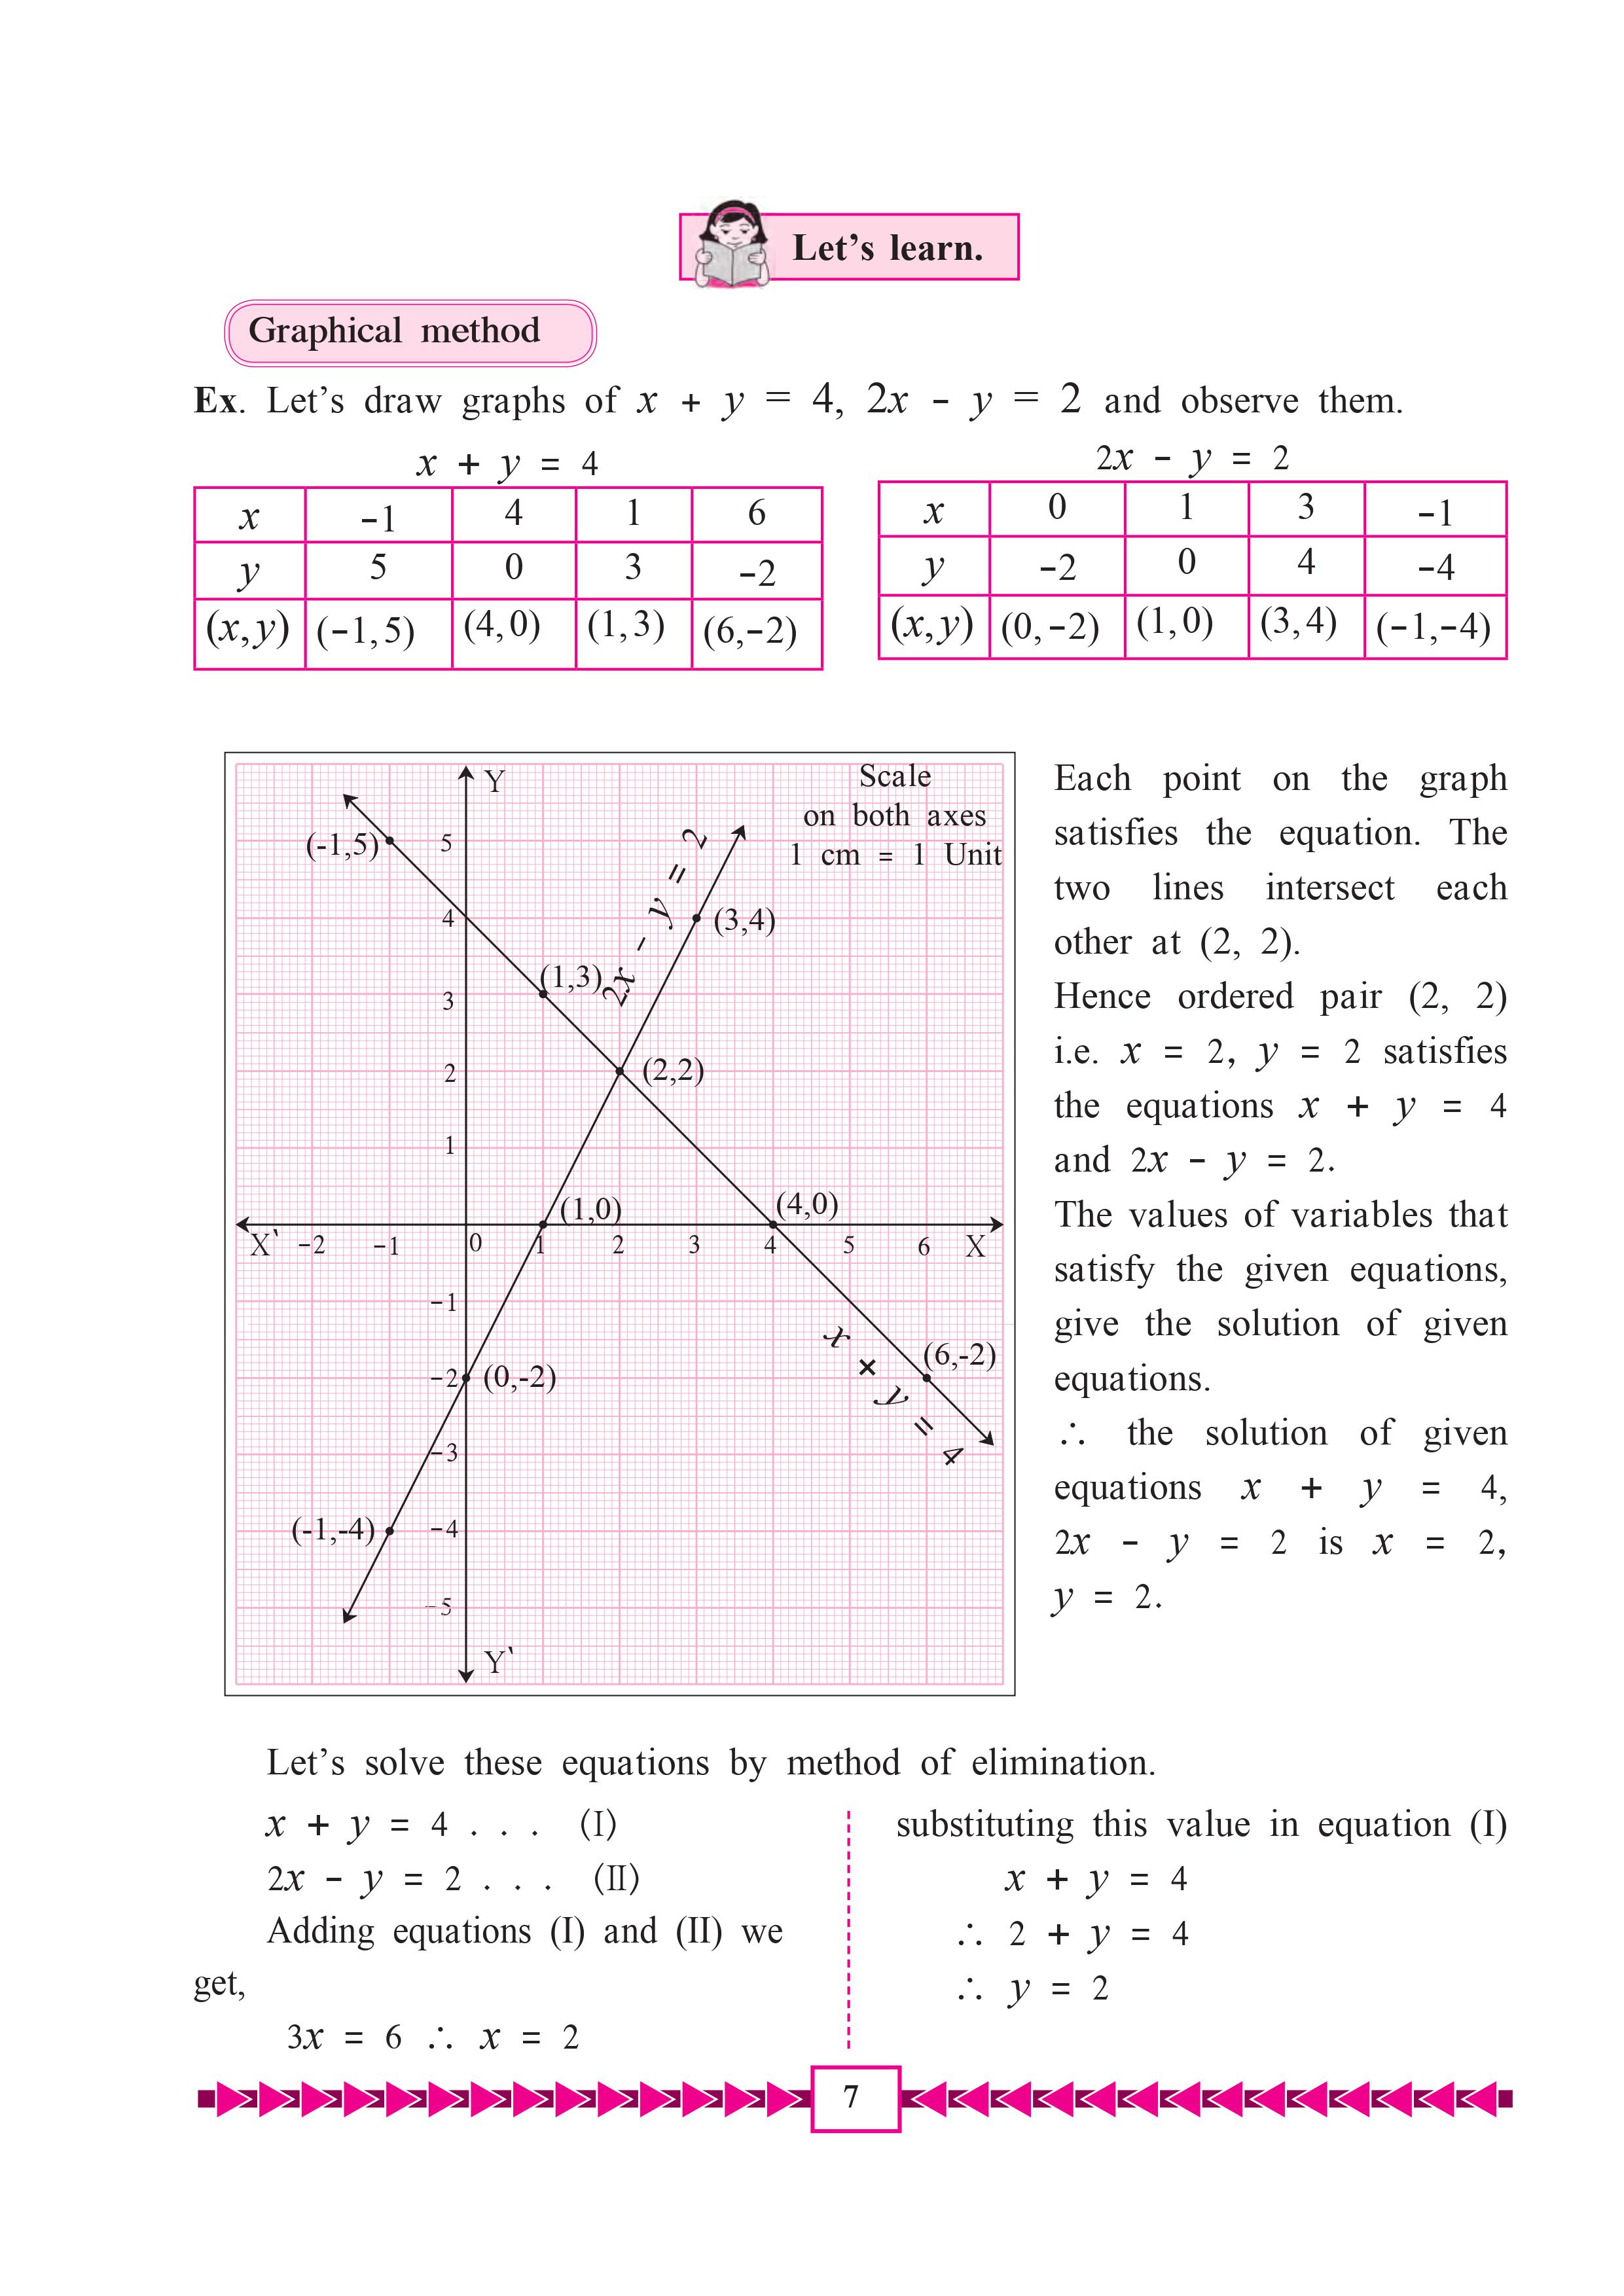 Let's learn.
Graphical method
Ex. Let's draw graphs of x + y = 4, 2x - y = 2 and observe them.
x + y = 4
x -1 4 1 6
y 5 0 3 -2
(x,y) (-1,5) (4,0) (1,3) (6,-2)
2x - y = 2
x 0 1 3 -1
y -2 0 4 -4
(x,y) (0,-2) (1,0) (3,4) (-1,-4)
Scale
on both axes
1 cm = 1 Unit
Y
(-1,5)
5
4
3
2
1
2x - y = 2
(3,4)
(1,3)
(2,2)
(1,0)
(4,0)
X` -2 -1 0 1 2 3 4 5 6 X
-1
-2
-3
-4
-5
(0,-2)
(6,-2)
x + y = 4
(-1,-4)
Y`
Each point on the graph
satisfies the equation. The
two lines intersect each
other at (2, 2).
Hence ordered pair (2, 2)
i.e. x = 2, y = 2 satisfies
the equations x + y = 4
and 2x - y = 2.
The values of variables that
satisfy the given equations,
give the solution of given
equations.
∴ the solution of given
equations x + y = 4,
2x - y = 2 is x = 2,
y = 2.
Let's solve these equations by method of elimination.
x + y = 4 . . . (I)
2x - y = 2 . . . (II)
Adding equations (I) and (II) we
get,
3x = 6 ∴ x = 2
substituting this value in equation (I)
x + y = 4
∴ 2 + y = 4
∴ y = 2
7